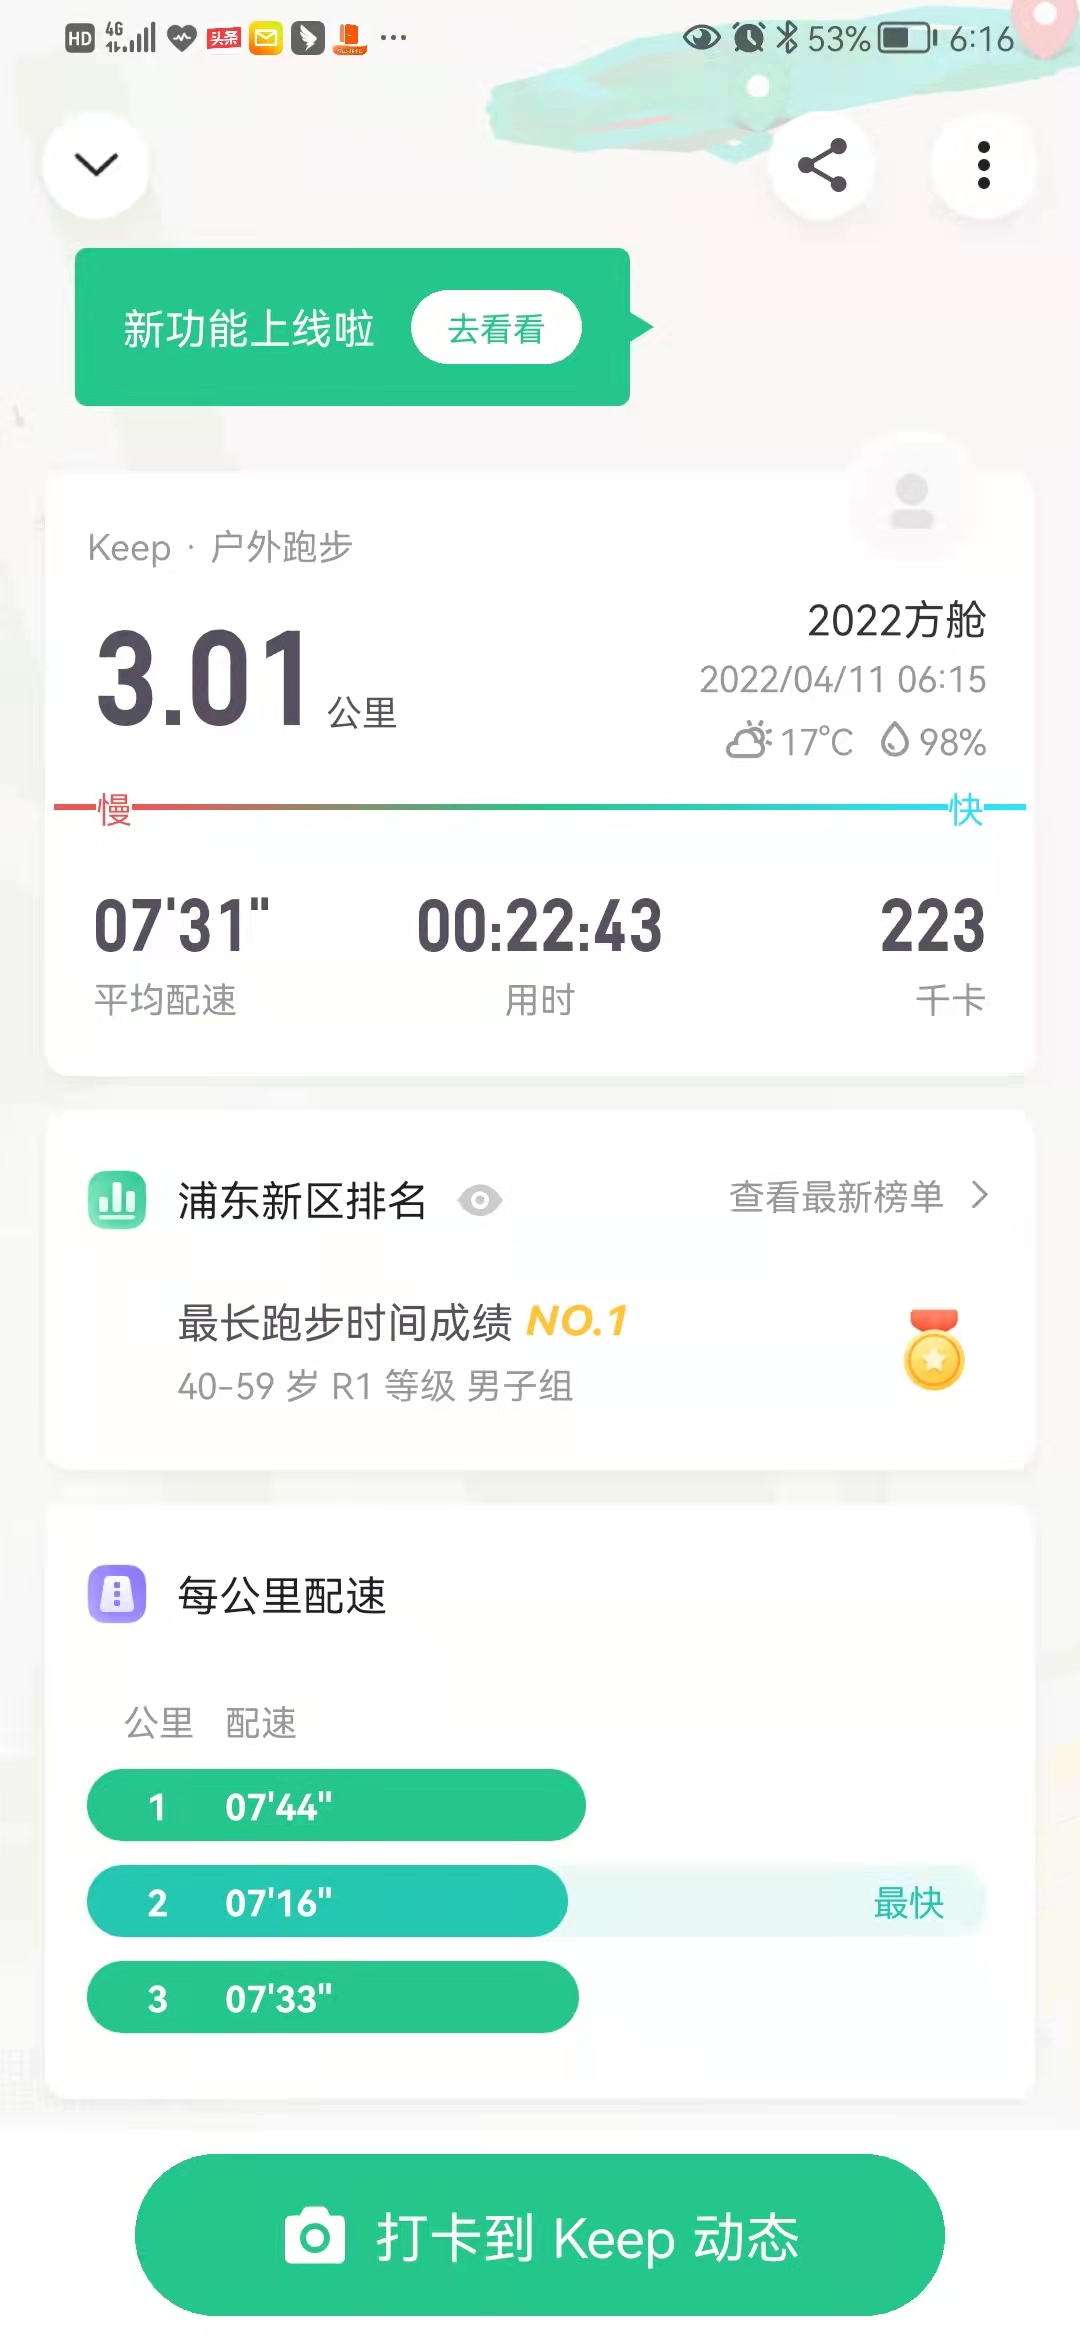 HD 4G 头条 53% 6:16
新功能上线啦 去看看
Keep · 户外跑步
3.01 公里
2022方舱
2022/04/11 06:15
17℃ 98%
慢 快
07'31" 00:22:43 223
平均配速 用时 千卡
浦东新区排名 查看最新榜单
最长跑步时间成绩 NO.1
40-59 岁 R1 等级 男子组
每公里配速
公里 配速
1 07'44"
2 07'16" 最快
3 07'33"
打卡到 Keep 动态